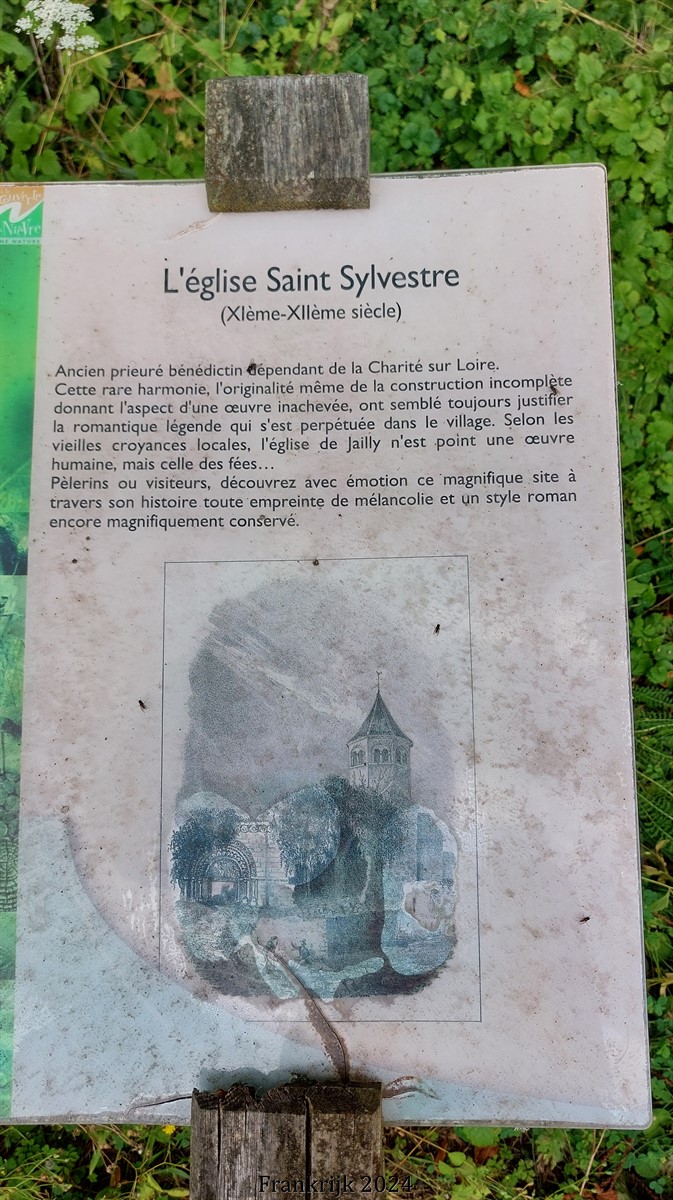 Nièvre
L'église Saint Sylvestre
(XIème-XIIème siècle)
Ancien prieuré bénédictin dépendant de la Charité sur Loire.
Cette rare harmonie, l'originalité même de la construction incomplète
donnant l'aspect d'une œuvre inachevée, ont semblé toujours justifier
la romantique légende qui s'est perpétuée dans le village. Selon les
vieilles croyances locales, l'église de Jailly n'est point une œuvre
humaine, mais celle des fées...
Pèlerins ou visiteurs, découvrez avec émotion ce magnifique site à
travers son histoire toute empreinte de mélancolie et un style roman
encore magnifiquement conservé.
Frankrijk 2024